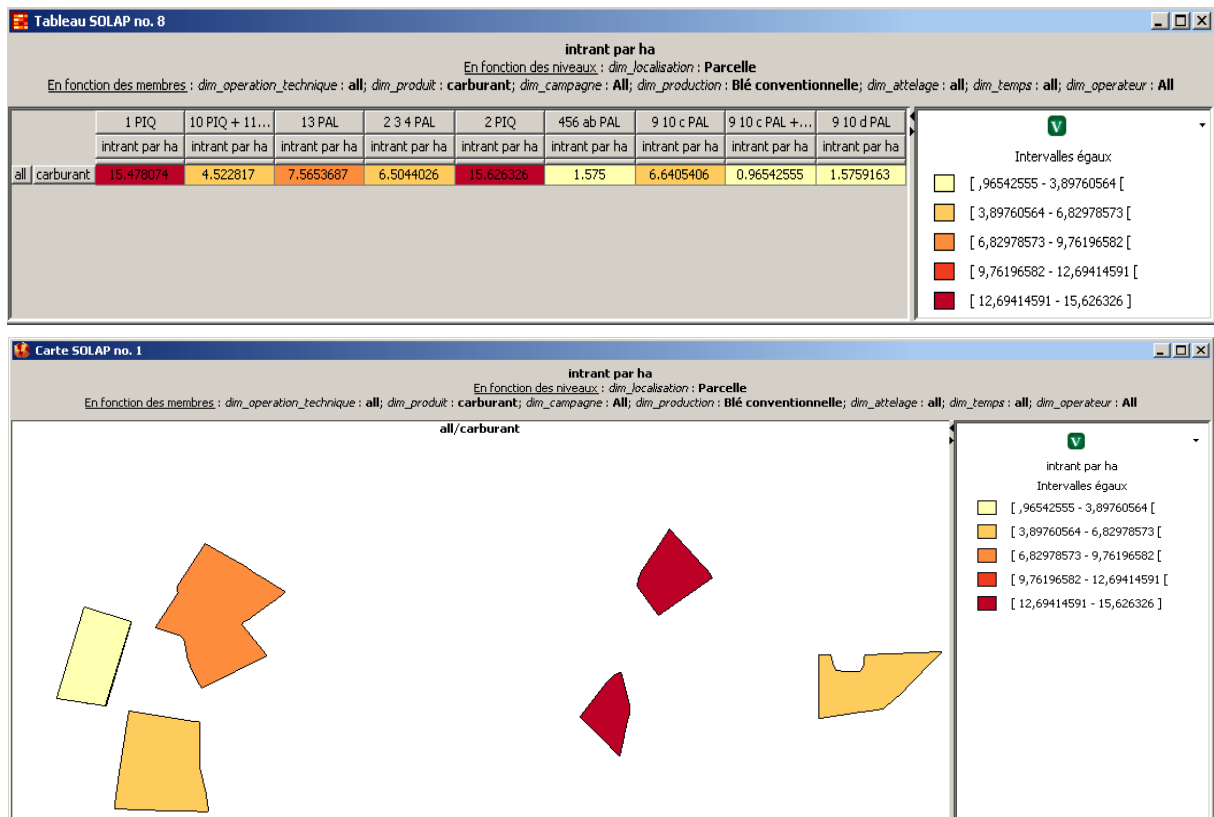 Tableau SOLAP no. 8
intrant par ha
En fonction des niveaux : dim_localisation : Parcelle
En fonction des membres : dim_operation_technique : all; dim_produit : carburant; dim_campagne : All; dim_production : Blé conventionnelle; dim_attelage : all; dim_temps : all; dim_operateur : All
1 PIQ 10 PIQ + 11... 13 PAL 2 3 4 PAL 2 PIQ 456 ab PAL 9 10 c PAL 9 10 c PAL +... 9 10 d PAL
intrant par ha intrant par ha intrant par ha intrant par ha intrant par ha intrant par ha intrant par ha intrant par ha intrant par ha
all carburant 15.478074 4.522817 7.5653687 6.5044026 15.626326 1.575 6.6405406 0.96542555 1.5759163
V
Intervalles égaux
[ ,96542555 - 3,89760564 [
[ 3,89760564 - 6,82978573 [
[ 6,82978573 - 9,76196582 [
[ 9,76196582 - 12,69414591 [
[ 12,69414591 - 15,626326 ]
Carte SOLAP no. 1
intrant par ha
En fonction des niveaux : dim_localisation : Parcelle
En fonction des membres : dim_operation_technique : all; dim_produit : carburant; dim_campagne : All; dim_production : Blé conventionnelle; dim_attelage : all; dim_temps : all; dim_operateur : All
all/carburant
V
intrant par ha
Intervalles égaux
[ ,96542555 - 3,89760564 [
[ 3,89760564 - 6,82978573 [
[ 6,82978573 - 9,76196582 [
[ 9,76196582 - 12,69414591 [
[ 12,69414591 - 15,626326 ]